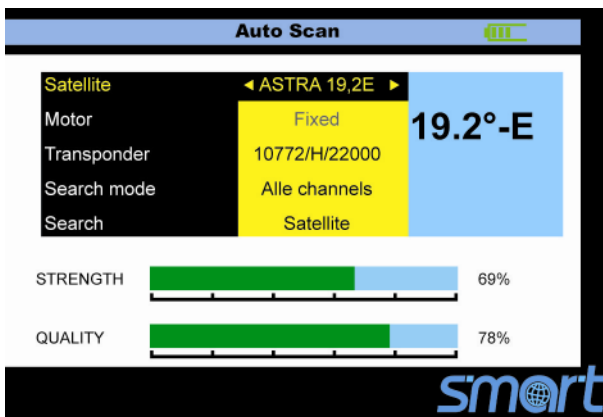 Auto Scan
Satellite ◄ ASTRA 19,2E ►
Motor Fixed
19.2°-E
Transponder 10772/H/22000
Search mode Alle channels
Search Satellite
STRENGTH 69%
QUALITY 78%
smart